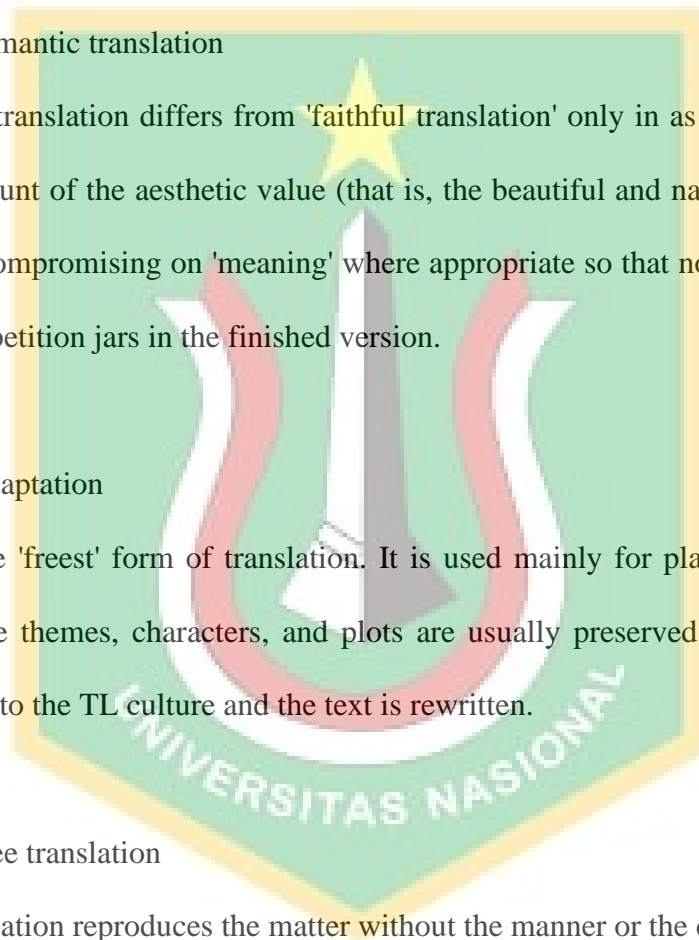 mantic translation
translation differs from 'faithful translation' only in as
unt of the aesthetic value (that is, the beautiful and na
ompromising on 'meaning' where appropriate so that no
petition jars in the finished version.
aptation
e 'freest' form of translation. It is used mainly for pla
e themes, characters, and plots are usually preserved
to the TL culture and the text is rewritten.
UNIVERSITAS NASIONAL
ee translation
ation reproduces the matter without the manner or the